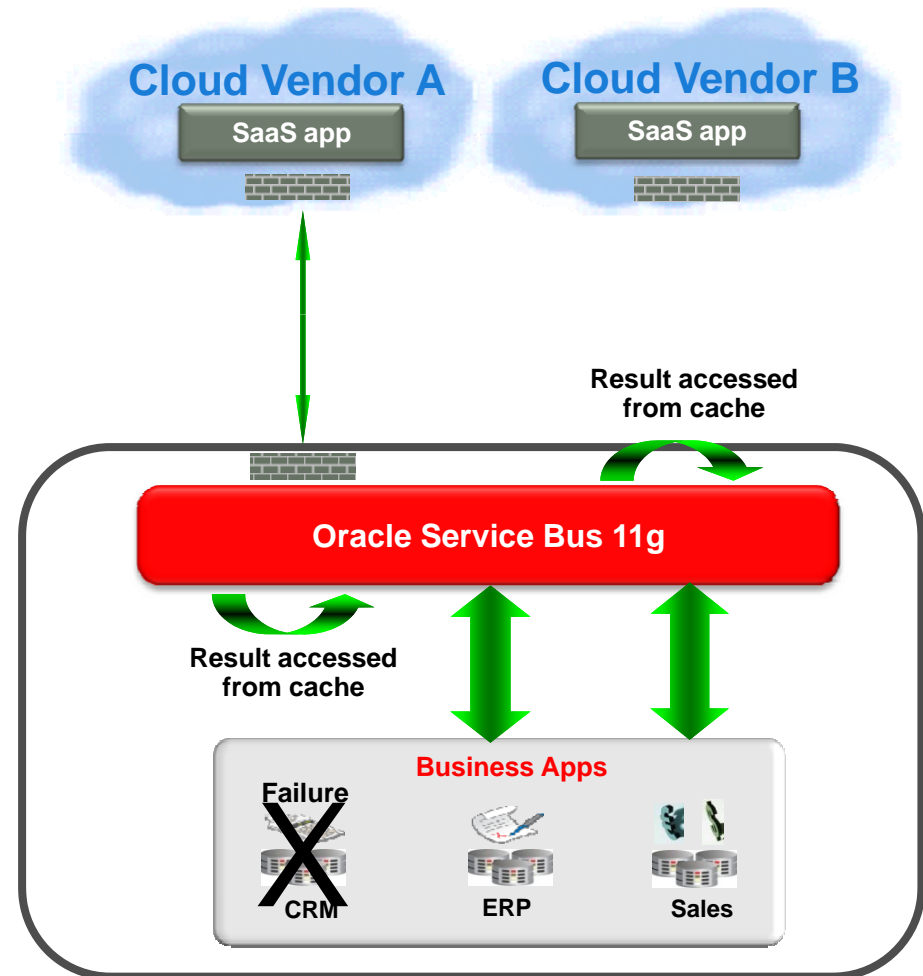 Cloud Vendor A
SaaS app
Cloud Vendor B
SaaS app
Result accessed
from cache
Oracle Service Bus 11g
Result accessed
from cache
Business Apps
Failure
CRM
ERP
Sales